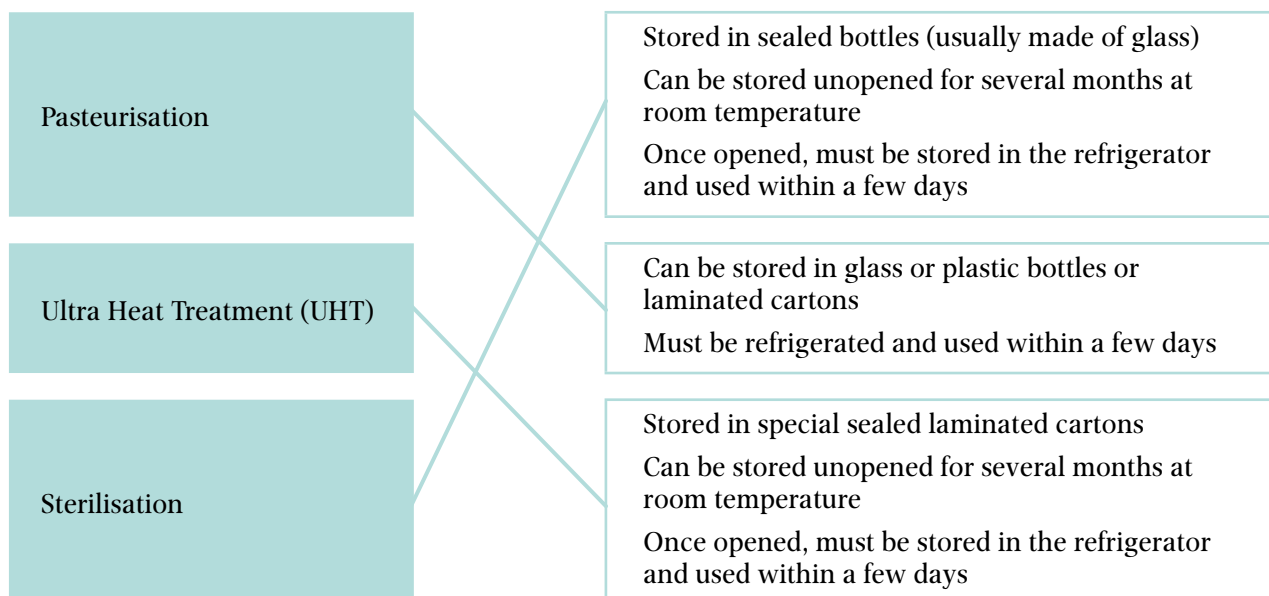 Pasteurisation
Stored in sealed bottles (usually made of glass)
Can be stored unopened for several months at
room temperature
Once opened, must be stored in the refrigerator
and used within a few days
Ultra Heat Treatment (UHT)
Can be stored in glass or plastic bottles or
laminated cartons
Must be refrigerated and used within a few days
Sterilisation
Stored in special sealed laminated cartons
Can be stored unopened for several months at
room temperature
Once opened, must be stored in the refrigerator
and used within a few days